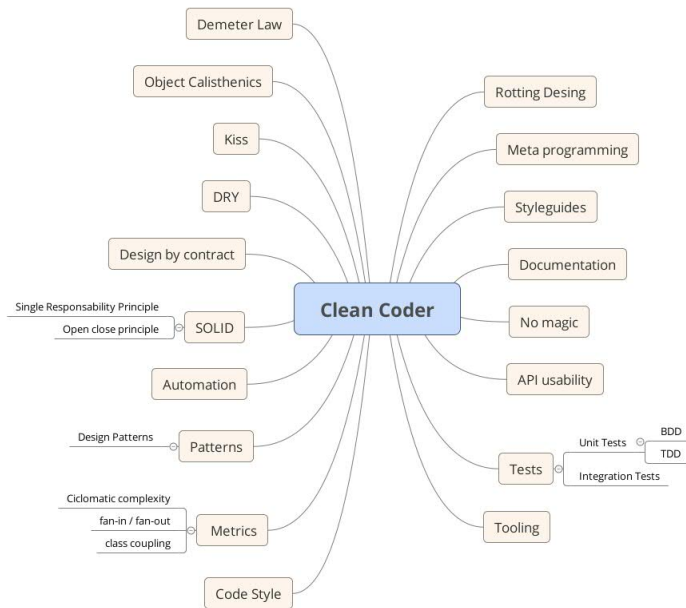 Demeter Law
Object Calisthenics
Kiss
DRY
Design by contract
Single Responsability Principle
Open close principle
SOLID
Automation
Design Patterns
Patterns
Ciclomatic complexity
fan-in / fan-out
class coupling
Metrics
Code Style
Clean Coder
Rotting Desing
Meta programming
Styleguides
Documentation
No magic
API usability
Tests
Unit Tests
BDD
TDD
Integration Tests
Tooling